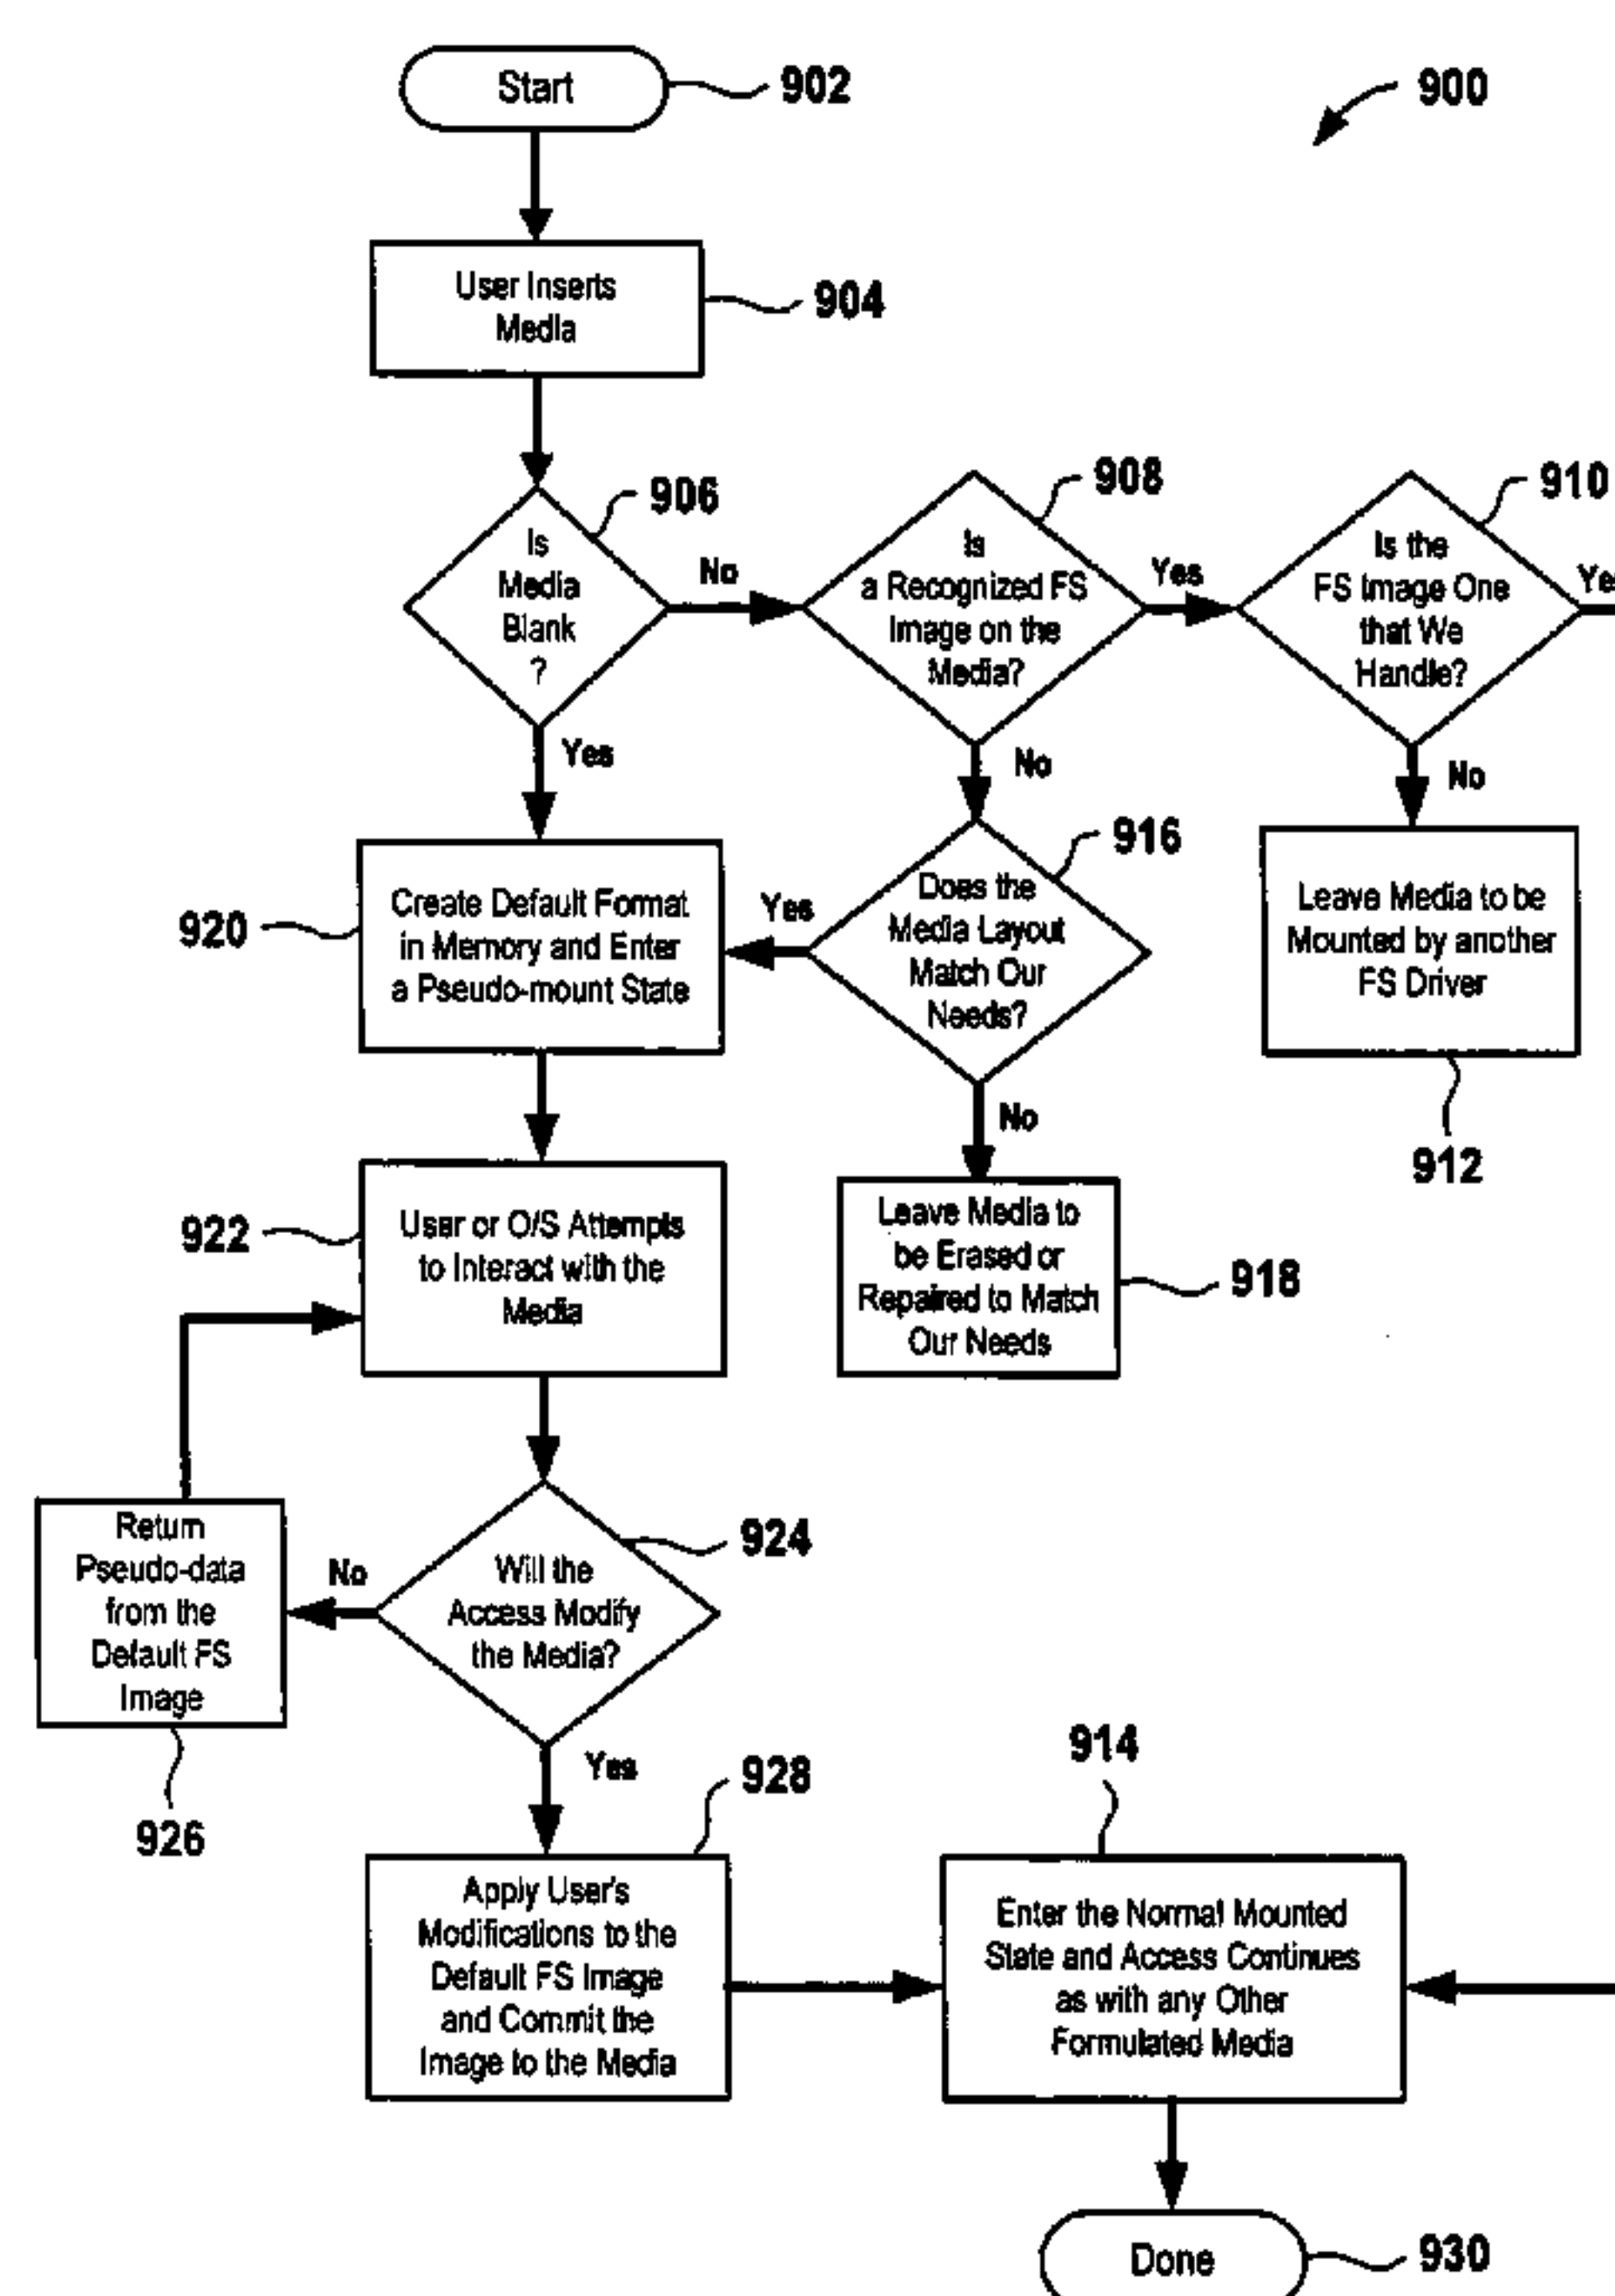 Start
902
900
User Inserts
Media
904
906
Is
Media
Blank
?
No
908
Is
a Recognized FS
Image on the
Media?
Yes
910
Is the
FS Image One
that We
Handle?
Yes
Yes
No
No
916
920
Create Default Format
in Memory and Enter
a Pseudo-mount State
Yes
Does the
Media Layout
Match Our
Needs?
Leave Media to be
Mounted by another
FS Driver
No
912
922
User or O/S Attempts
to Interact with the
Media
Leave Media to
be Erased or
Repaired to Match
Our Needs
918
Return
Pseudo-data
from the
Default FS
Image
No
924
Will the
Access Modify
the Media?
926
Yes
928
914
Apply User's
Modifications to the
Default FS Image
and Commit the
Image to the Media
Enter the Normal Mounted
State and Access Continues
as with any Other
Formulated Media
Done
930